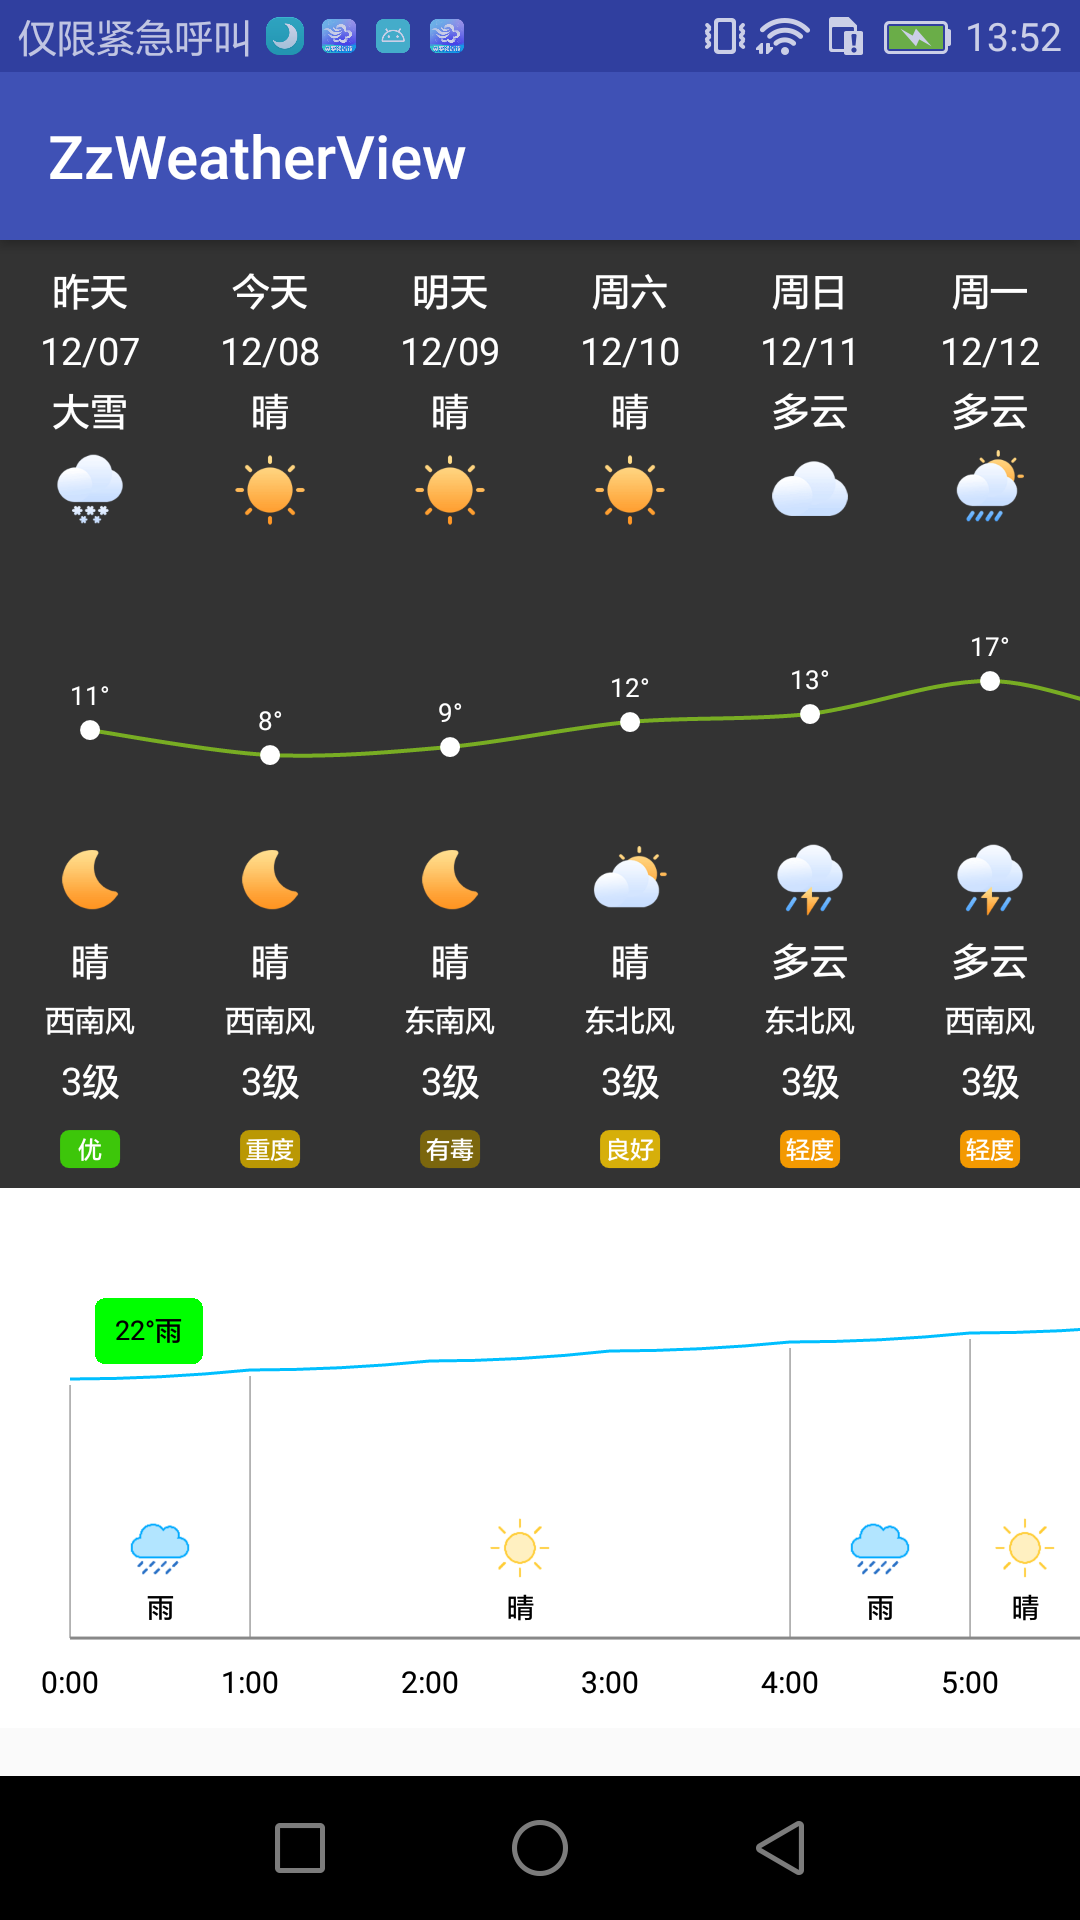 仅限紧急呼叫 13:52
ZzWeatherView
昨天 今天 明天 周六 周日 周一
12/07 12/08 12/09 12/10 12/11 12/12
大雪 晴 晴 晴 多云 多云
11° 8° 9° 12° 13° 17°
晴 晴 晴 晴 多云 多云
西南风 西南风 东南风 东北风 东北风 西南风
3级 3级 3级 3级 3级 3级
优 重度 有毒 良好 轻度 轻度
22°雨
雨 晴 雨 晴
0:00 1:00 2:00 3:00 4:00 5:00